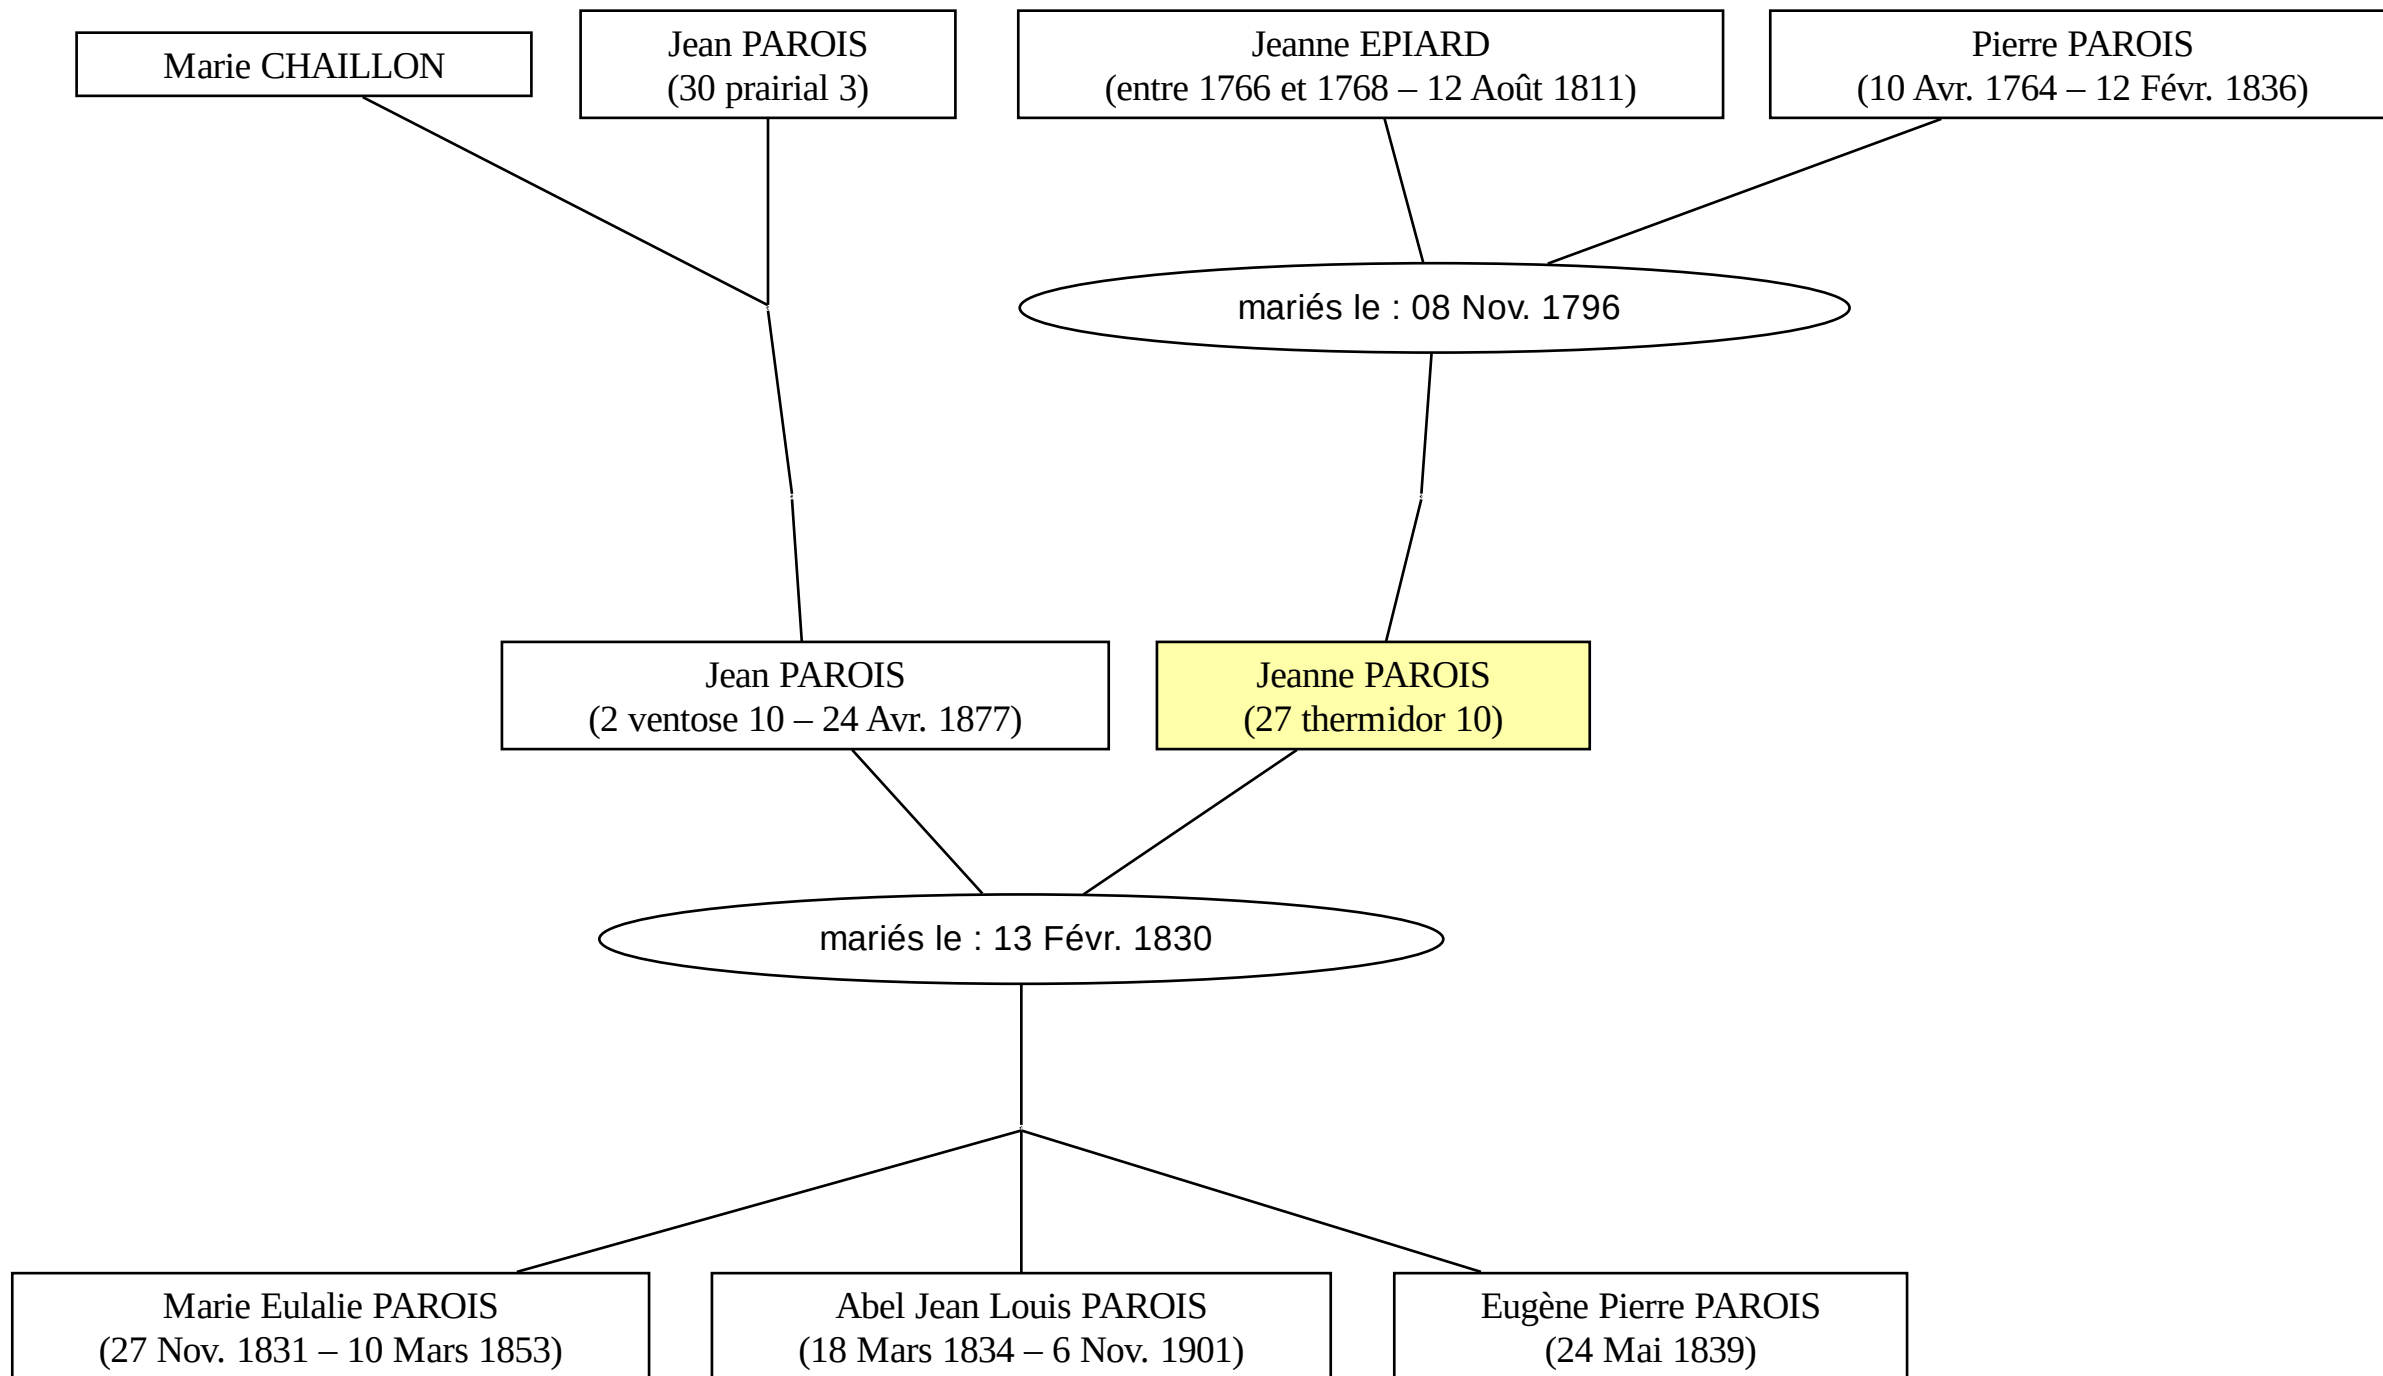 Marie CHAILLON
Jean PAROIS
(30 prairial 3)
Jeanne EPIARD
(entre 1766 et 1768 – 12 Août 1811)
Pierre PAROIS
(10 Avr. 1764 – 12 Févr. 1836)
mariés le : 08 Nov. 1796
Jean PAROIS
(2 ventose 10 – 24 Avr. 1877)
Jeanne PAROIS
(27 thermidor 10)
mariés le : 13 Févr. 1830
Marie Eulalie PAROIS
(27 Nov. 1831 – 10 Mars 1853)
Abel Jean Louis PAROIS
(18 Mars 1834 – 6 Nov. 1901)
Eugène Pierre PAROIS
(24 Mai 1839)